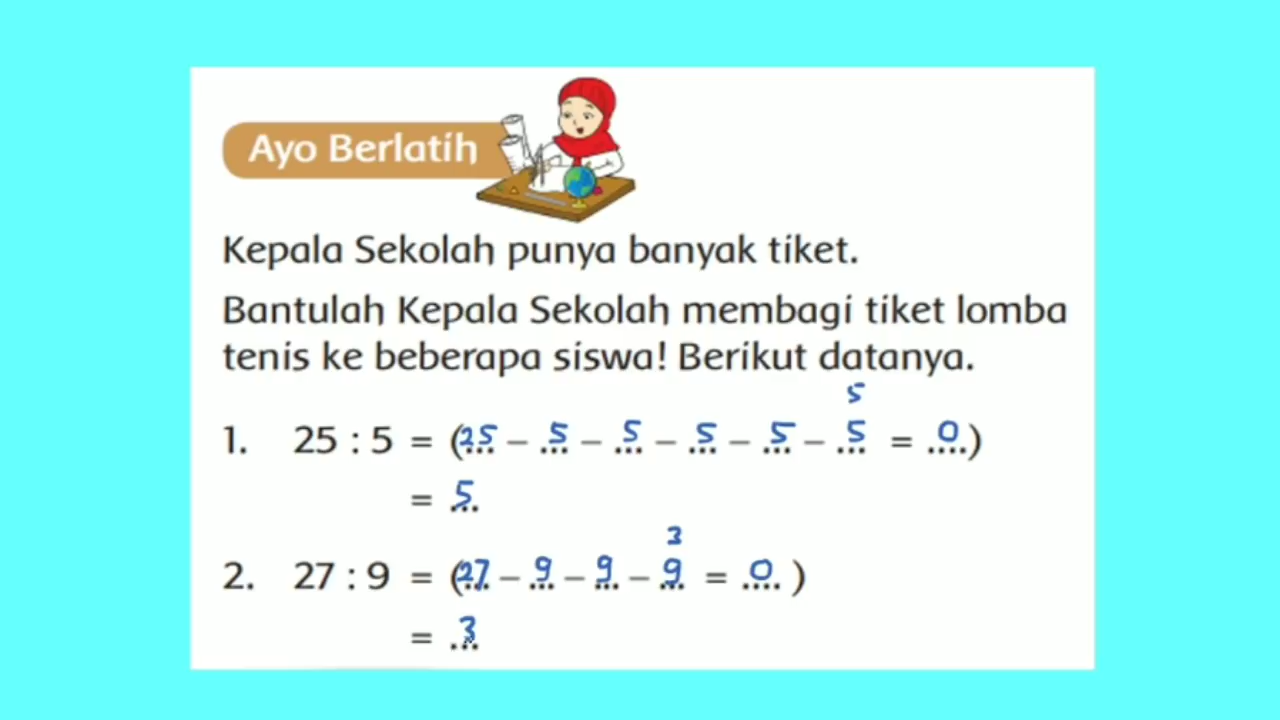 Ayo Berlatih
Kepala Sekolah punya banyak tiket.
Bantulah Kepala Sekolah membagi tiket lomba
tenis ke beberapa siswa! Berikut datanya.
5
1. 25 : 5 = (25 – 5 – 5 – 5 – 5 – 5 = 0)
= 5
3
2. 27 : 9 = (27 – 9 – 9 – 9 = 0)
= 3